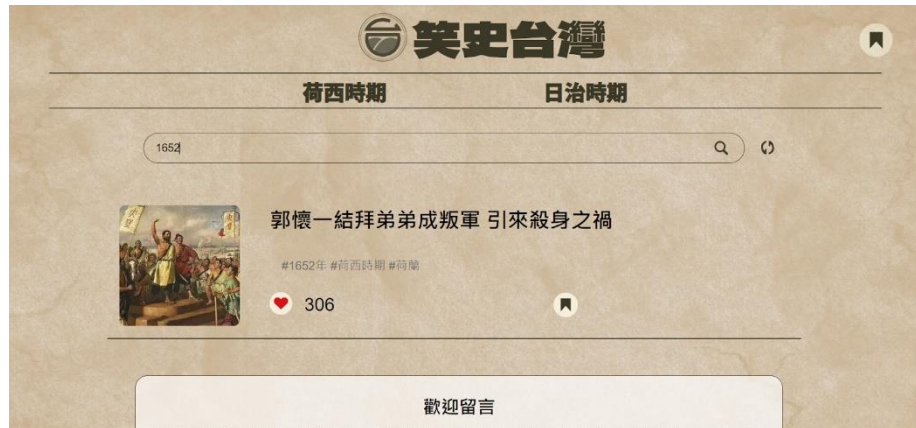 笑史台灣
荷西時期 日治時期
1652
郭懷一結拜弟弟成叛軍 引來殺身之禍
#1652年 #荷西時期 #荷蘭
306
歡迎留言